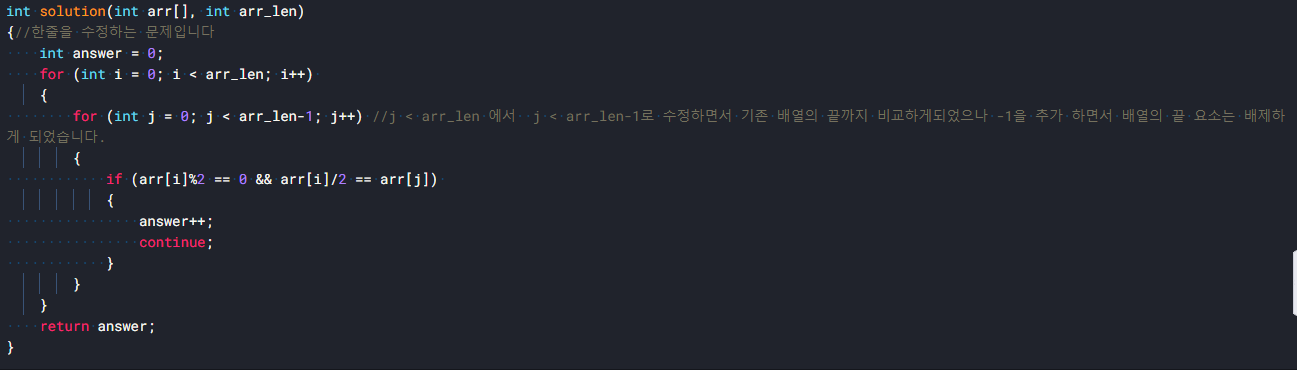 int solution(int arr[], int arr_len)
{//한줄을 수정하는 문제입니다
    int answer = 0;
    for (int i = 0; i < arr_len; i++)
    {
        for (int j = 0; j < arr_len-1; j++) //j < arr_len 에서  j < arr_len-1로 수정하면서 기존 배열의 끝까지 비교하게되었으나 -1을 추가 하면서 배열의 끝 요소는 배제하
게 되었습니다.
        {
            if (arr[i]%2 == 0 && arr[i]/2 == arr[j])
            {
                answer++;
                continue;
            }
        }
    }
    return answer;
}